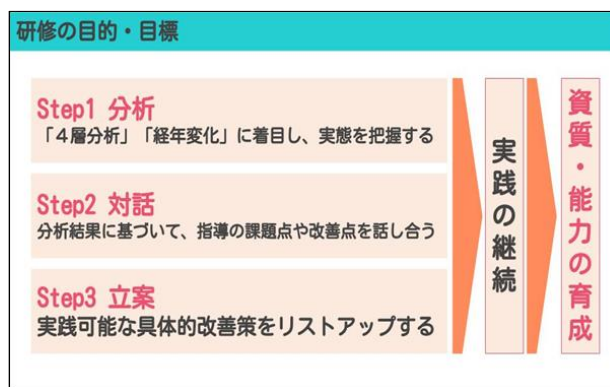 研修の目的・目標
Step1 分析
「４層分析」「経年変化」に着目し、実態を把握する
Step2 対話
分析結果に基づいて、指導の課題点や改善点を話し合う
Step3 立案
実践可能な具体的改善策をリストアップする
実践の継続
資質・能力の育成